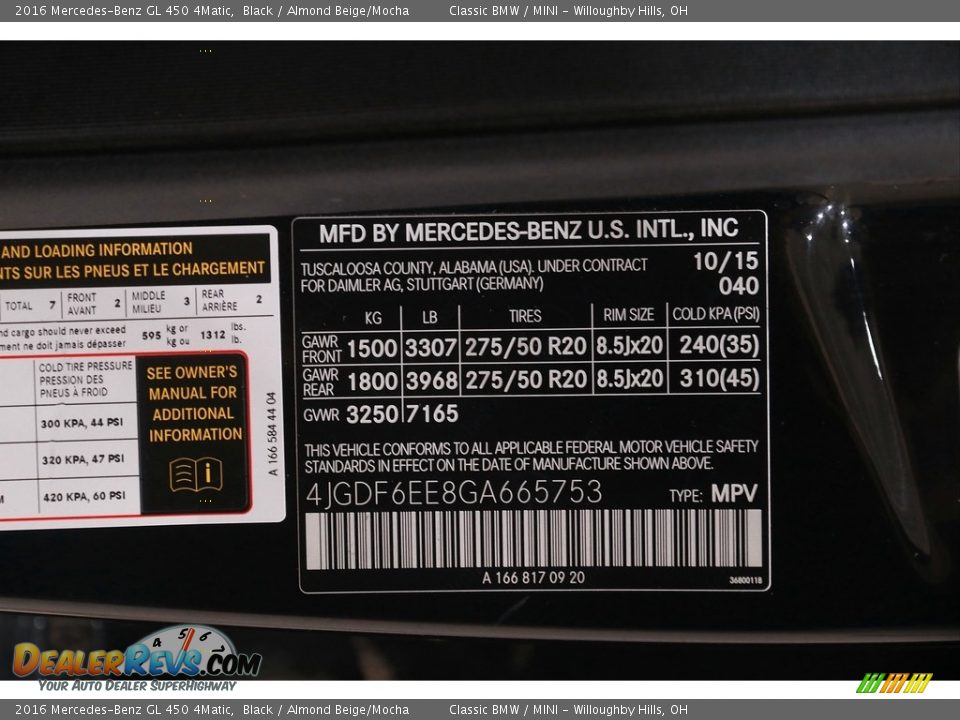 2016 Mercedes-Benz GL 450 4Matic, Black / Almond Beige/Mocha Classic BMW / MINI - Willoughby Hills, OH
AND LOADING INFORMATION
NTS SUR LES PNEUS ET LE CHARGEMENT
TOTAL 7 FRONT AVANT 2 MIDDLE MILIEU 3 REAR ARRIÈRE 2
nd cargo should never exceed
ment ne doit jamais dépasser
595 kg or kg ou 1312 lbs. lb.
COLD TIRE PRESSURE
PRESSION DES
PNEUS À FROID
300 KPA, 44 PSI
320 KPA, 47 PSI
M 420 KPA, 60 PSI
SEE OWNER'S
MANUAL FOR
ADDITIONAL
INFORMATION
A 166 584 44 04
MFD BY MERCEDES-BENZ U.S. INTL., INC
TUSCALOOSA COUNTY, ALABAMA (USA). UNDER CONTRACT
FOR DAIMLER AG, STUTTGART (GERMANY)
10/15
040
KG LB TIRES RIM SIZE COLD KPA(PSI)
GAWR FRONT 1500 3307 275/50 R20 8.5Jx20 240(35)
GAWR REAR 1800 3968 275/50 R20 8.5Jx20 310(45)
GWR 3250 7165
THIS VEHICLE CONFORMS TO ALL APPLICABLE FEDERAL MOTOR VEHICLE SAFETY
STANDARDS IN EFFECT ON THE DATE OF MANUFACTURE SHOWN ABOVE.
4JGDF6EE8GA665753 TYPE: MPV
A 166 817 09 20 36800118
4 5 6
DEALERREVS.COM
YOUR AUTO DEALER SUPERHIGHWAY
2016 Mercedes-Benz GL 450 4Matic, Black / Almond Beige/Mocha Classic BMW / MINI - Willoughby Hills, OH